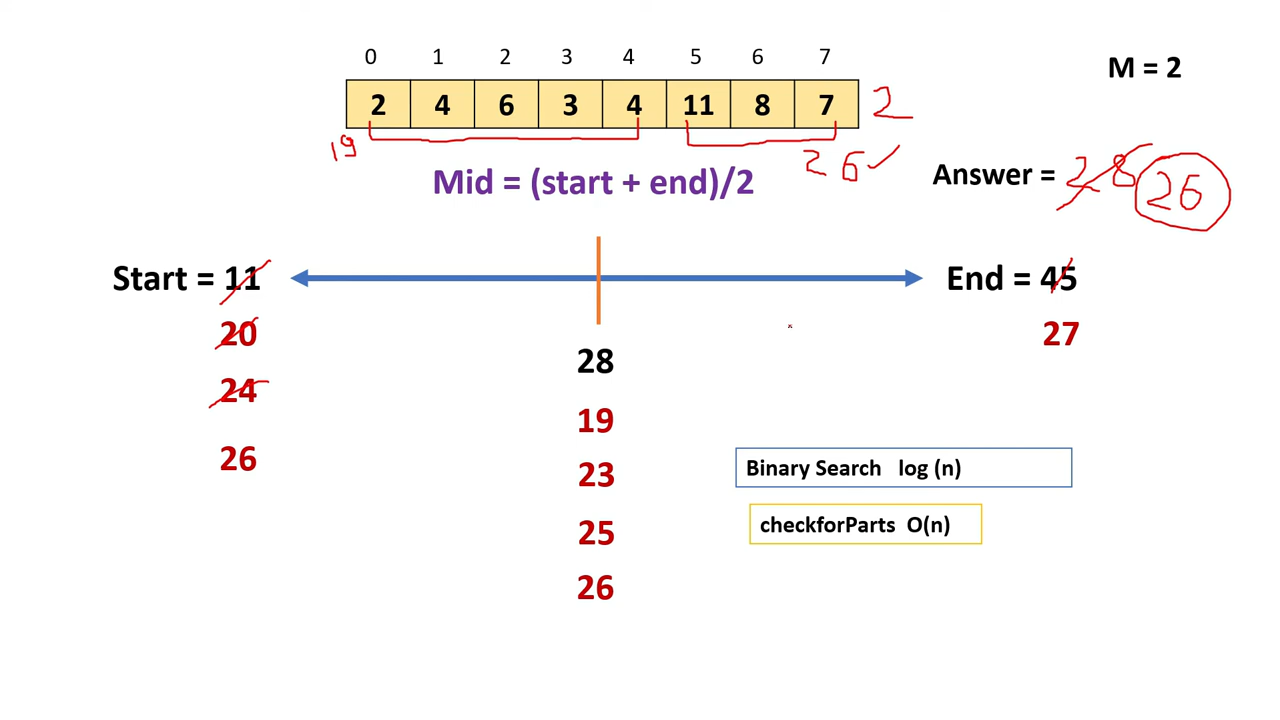 0 1 2 3 4 5 6 7
M = 2
2 4 6 3 4 11 8 7 2
19
26
Mid = (start + end)/2
Answer = 28 26
Start = 11
End = 45
20
27
28
24
19
26
Binary Search log (n)
23
checkforParts O(n)
25
26